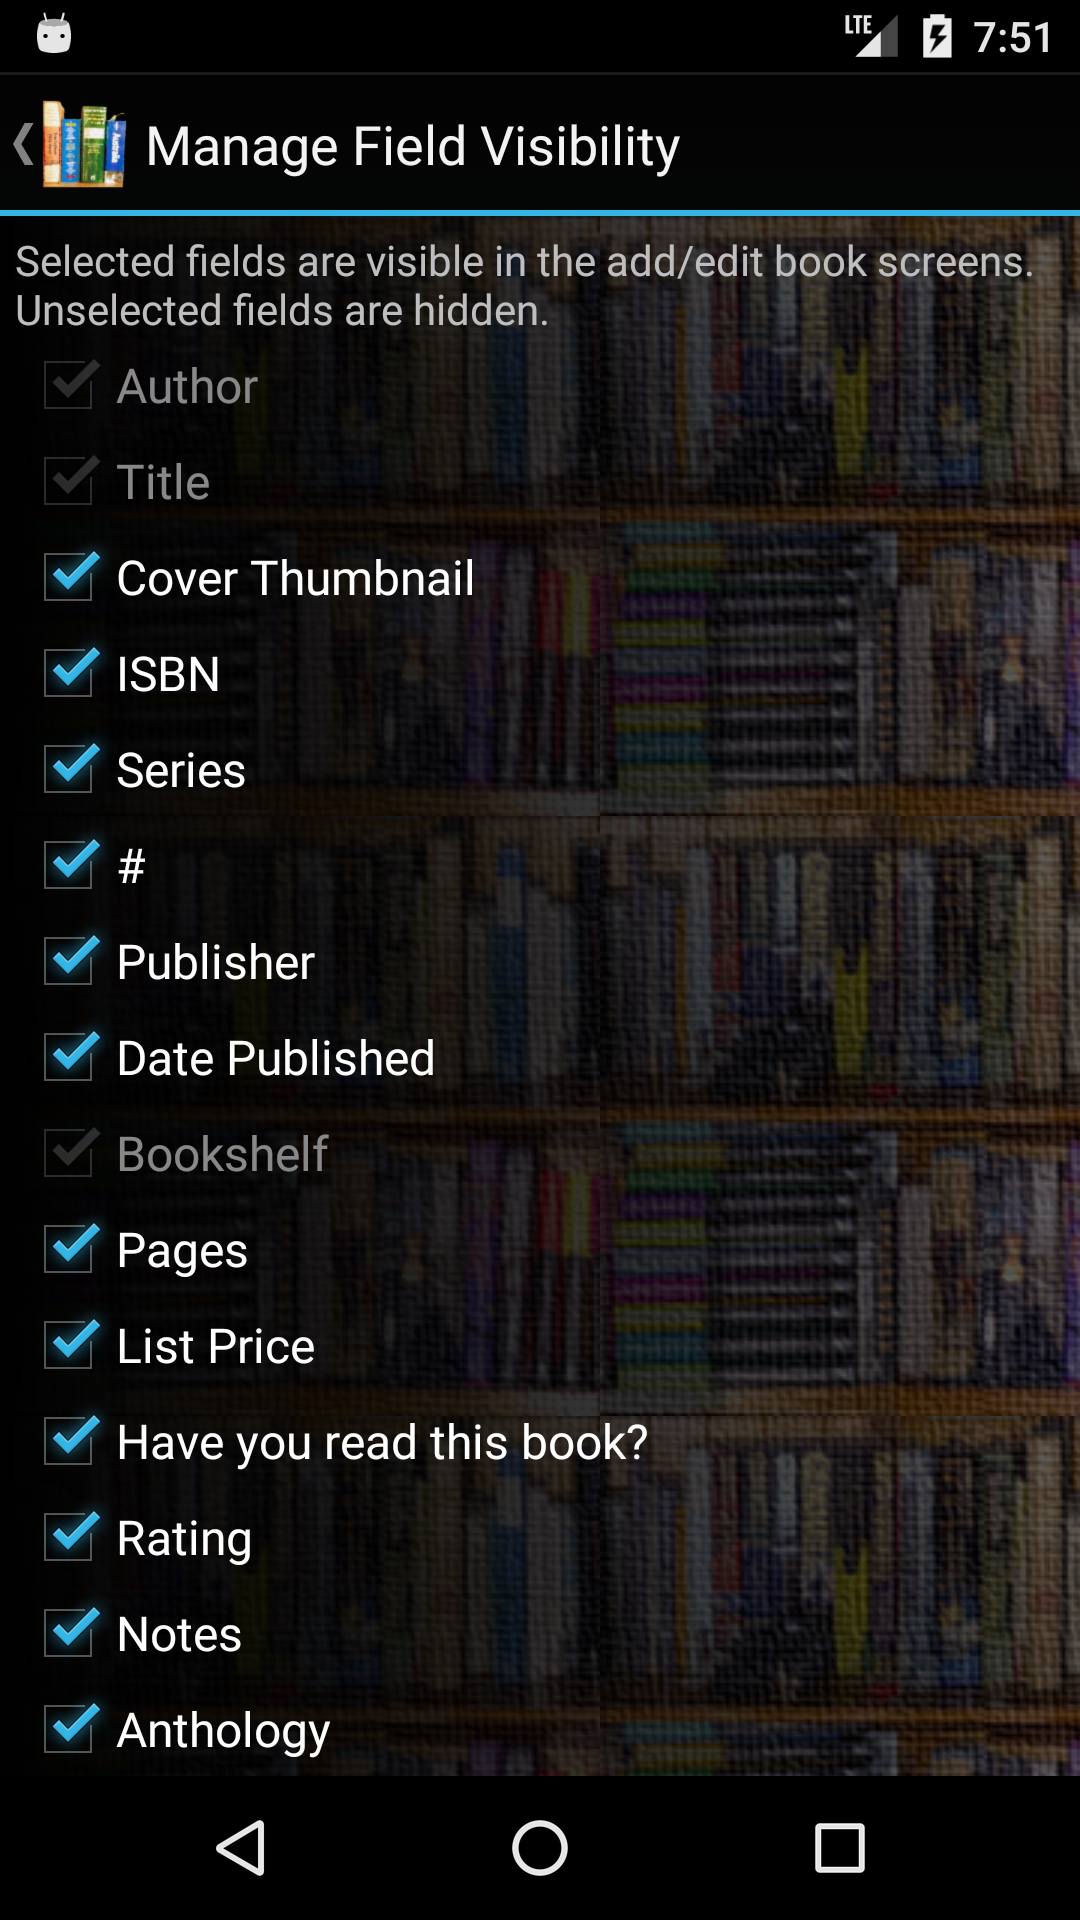 LTE 7:51
Manage Field Visibility
Selected fields are visible in the add/edit book screens.
Unselected fields are hidden.
Author
Title
Cover Thumbnail
ISBN
Series
#
Publisher
Date Published
Bookshelf
Pages
List Price
Have you read this book?
Rating
Notes
Anthology